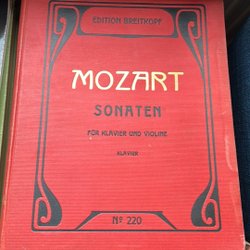 EDITION BREITKOPF
MOZART
SONATEN
FÜR KLAVIER UND VIOLINE
KLAVIER
No 220